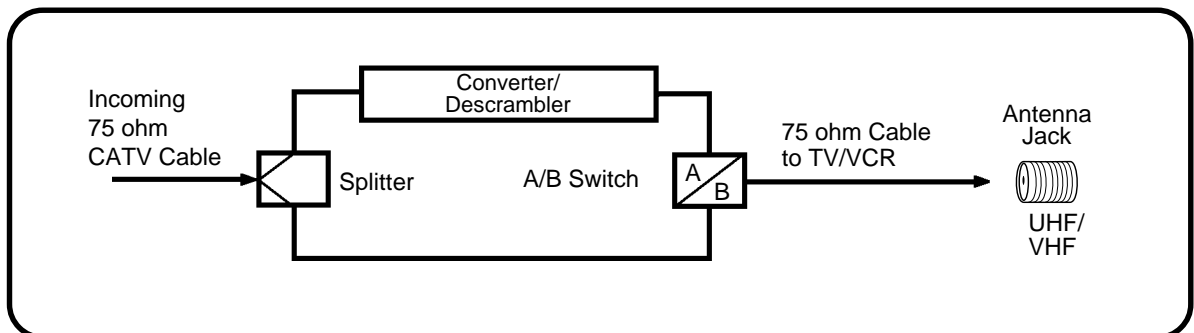 Incoming
75 ohm
CATV Cable
Converter/
Descrambler
Splitter
A/B Switch
A
B
75 ohm Cable
to TV/VCR
Antenna
Jack
UHF/
VHF